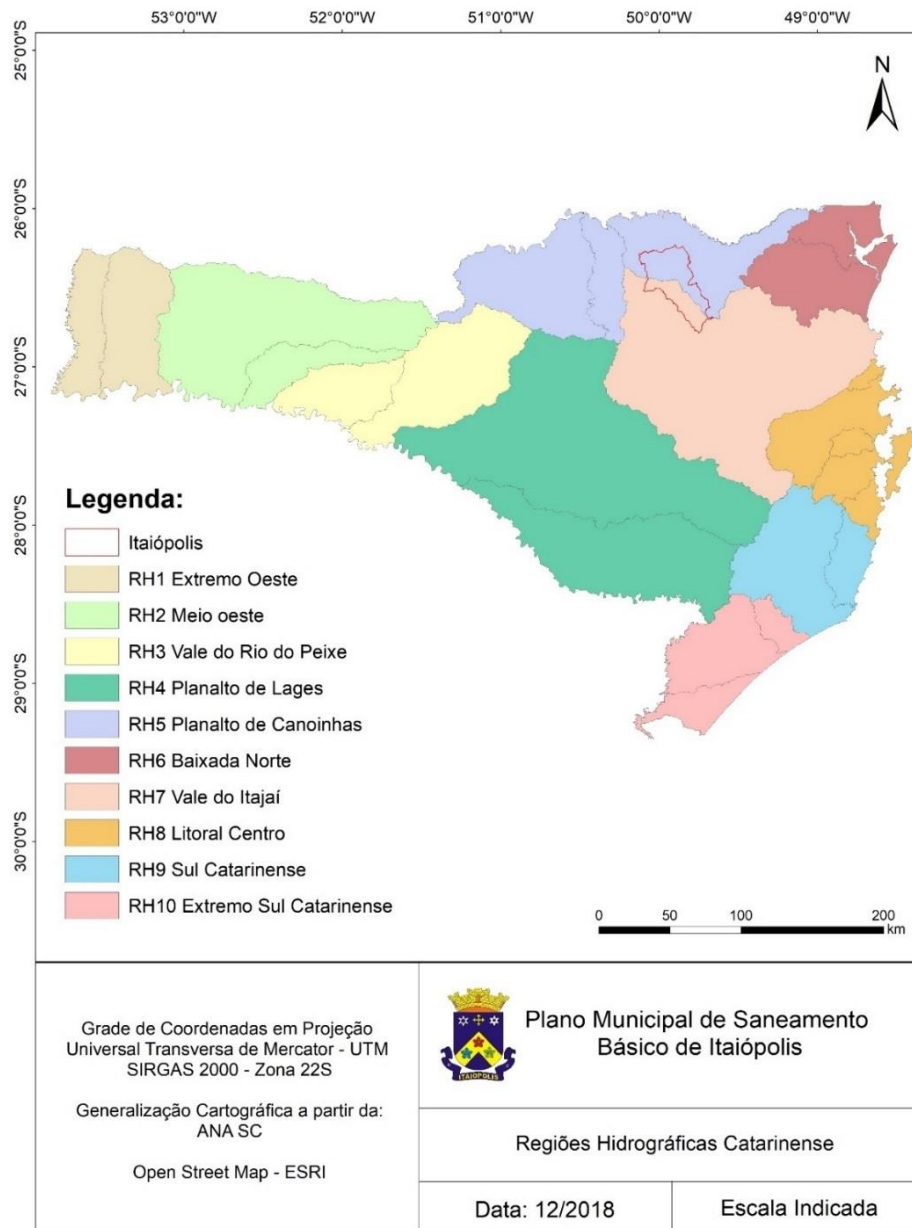 53°0'0"S
52°0'0"S
51°0'0"S
50°0'0"S
49°0'0"S
25°0'0"S
26°0'0"S
27°0'0"S
28°0'0"S
29°0'0"S
30°0'0"S
N
Legenda:
Itaiópolis
RH1 Extremo Oeste
RH2 Meio oeste
RH3 Vale do Rio do Peixe
RH4 Planalto de Lages
RH5 Planalto de Canoinhas
RH6 Baixada Norte
RH7 Vale do Itajaí
RH8 Litoral Centro
RH9 Sul Catarinense
RH10 Extremo Sul Catarinense
0 50 100 200
km
Grade de Coordenadas em Projeção
Universal Transversa de Mercator - UTM
SIRGAS 2000 - Zona 22S
Generalização Cartográfica a partir da:
ANA SC
Open Street Map - ESRI
ITAIÓPOLIS
Plano Municipal de Saneamento
Básico de Itaiópolis
Regiões Hidrográficas Catarinense
Data: 12/2018
Escala Indicada